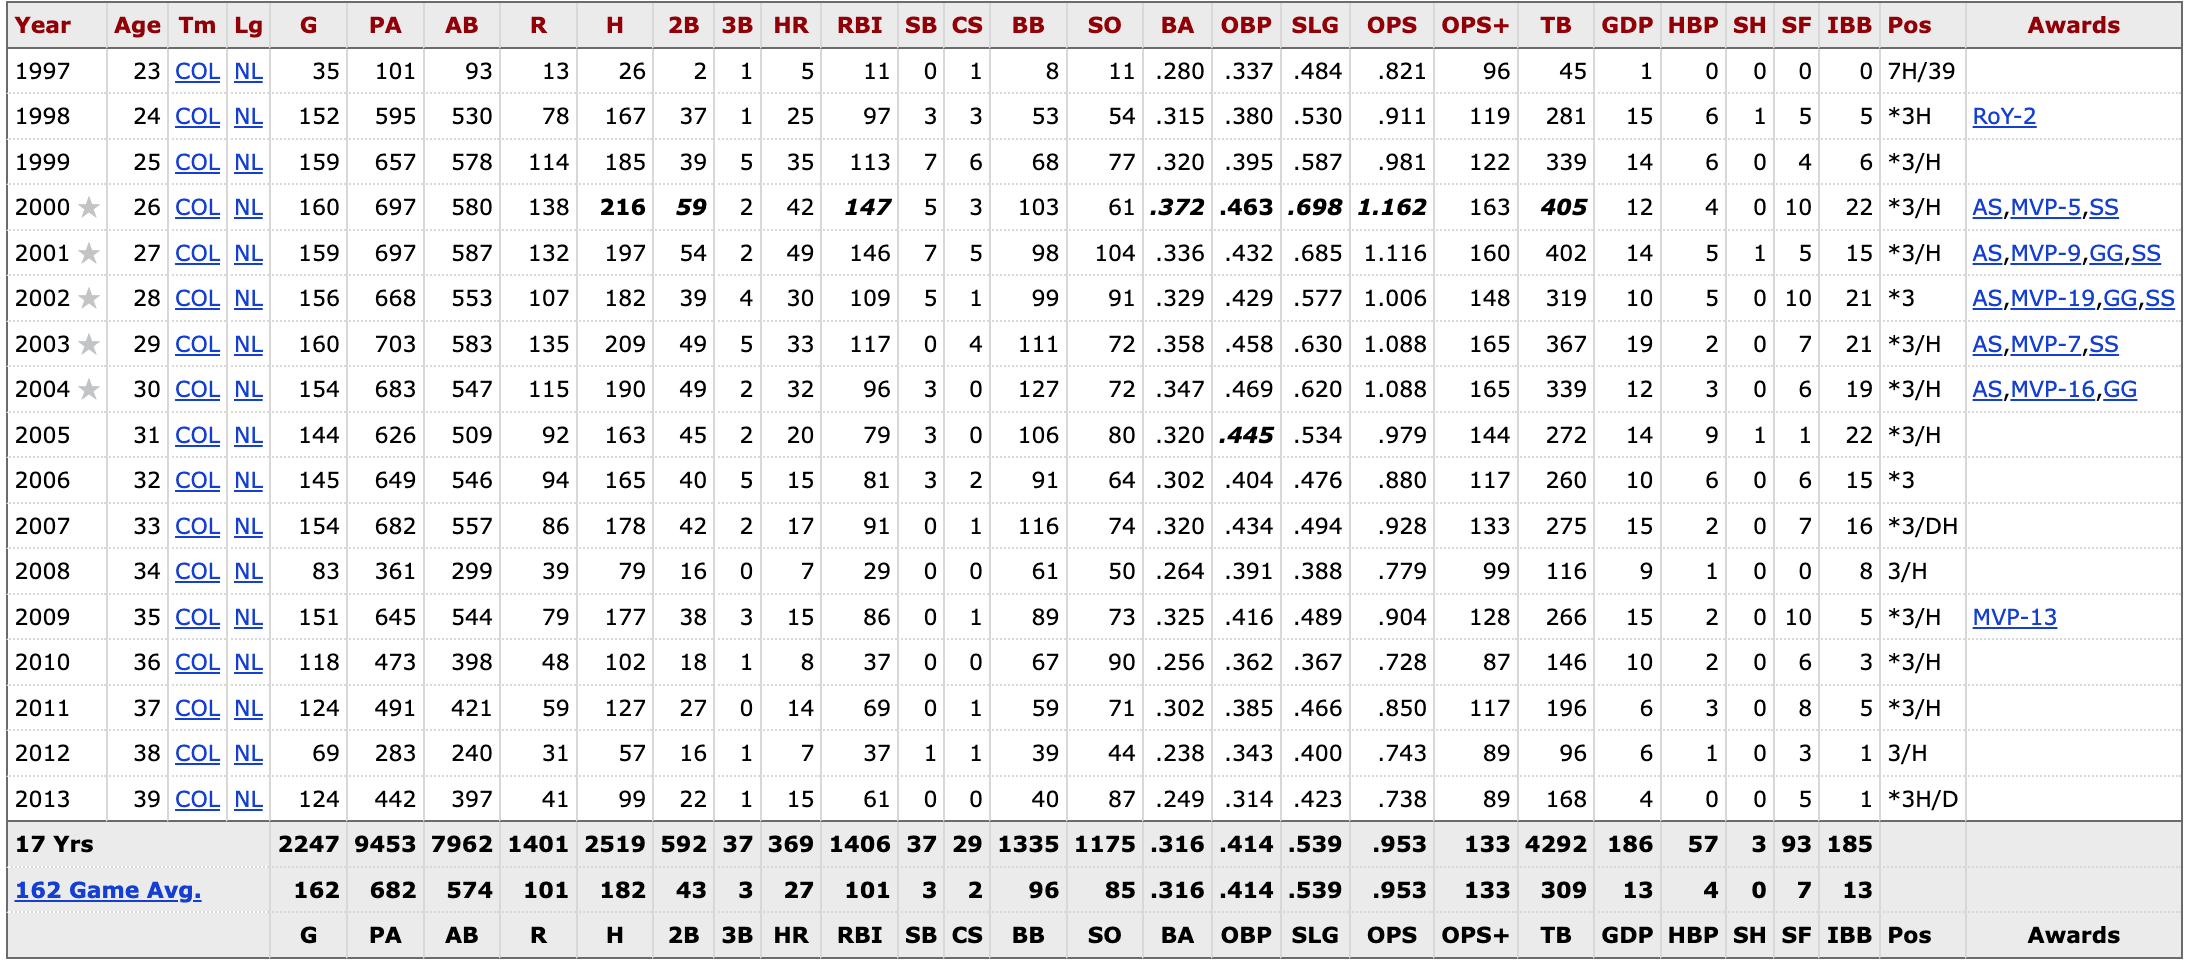 Year Age Tm Lg G PA AB R H 2B 3B HR RBI SB CS BB SO BA OBP SLG OPS OPS+ TB GDP HBP SH SF IBB Pos Awards
1997 23 COL NL 35 101 93 13 26 2 1 5 11 0 1 8 11 .280 .337 .484 .821 96 45 1 0 0 0 0 7H/39
1998 24 COL NL 152 595 530 78 167 37 1 25 97 3 3 53 54 .315 .380 .530 .911 119 281 15 6 1 5 5 *3H RoY-2
1999 25 COL NL 159 657 578 114 185 39 5 35 113 7 6 68 77 .320 .395 .587 .981 122 339 14 6 0 4 6 *3/H
2000 ★ 26 COL NL 160 697 580 138 216 59 2 42 147 5 3 103 61 .372 .463 .698 1.162 163 405 12 4 0 10 22 *3/H AS,MVP-5,SS
2001 ★ 27 COL NL 159 697 587 132 197 54 2 49 146 7 5 98 104 .336 .432 .685 1.116 160 402 14 5 1 5 15 *3/H AS,MVP-9,GG,SS
2002 ★ 28 COL NL 156 668 553 107 182 39 4 30 109 5 1 99 91 .329 .429 .577 1.006 148 319 10 5 0 10 21 *3 AS,MVP-19,GG,SS
2003 ★ 29 COL NL 160 703 583 135 209 49 5 33 117 0 4 111 72 .358 .458 .630 1.088 165 367 19 2 0 7 21 *3/H AS,MVP-7,SS
2004 ★ 30 COL NL 154 683 547 115 190 49 2 32 96 3 0 127 72 .347 .469 .620 1.088 165 339 12 3 0 6 19 *3/H AS,MVP-16,GG
2005 31 COL NL 144 626 509 92 163 45 2 20 79 3 0 106 80 .320 .445 .534 .979 144 272 14 9 1 1 22 *3/H
2006 32 COL NL 145 649 546 94 165 40 5 15 81 3 2 91 64 .302 .404 .476 .880 117 260 10 6 0 6 15 *3
2007 33 COL NL 154 682 557 86 178 42 2 17 91 0 1 116 74 .320 .434 .494 .928 133 275 15 2 0 7 16 *3/DH
2008 34 COL NL 83 361 299 39 79 16 0 7 29 0 0 61 50 .264 .391 .388 .779 99 116 9 1 0 0 8 3/H
2009 35 COL NL 151 645 544 79 177 38 3 15 86 0 1 89 73 .325 .416 .489 .904 128 266 15 2 0 10 5 *3/H MVP-13
2010 36 COL NL 118 473 398 48 102 18 1 8 37 0 0 67 90 .256 .362 .367 .728 87 146 10 2 0 6 3 *3/H
2011 37 COL NL 124 491 421 59 127 27 0 14 69 0 1 59 71 .302 .385 .466 .850 117 196 6 3 0 8 5 *3/H
2012 38 COL NL 69 283 240 31 57 16 1 7 37 1 1 39 44 .238 .343 .400 .743 89 96 6 1 0 3 1 3/H
2013 39 COL NL 124 442 397 41 99 22 1 15 61 0 0 40 87 .249 .314 .423 .738 89 168 4 0 0 5 1 *3H/D
17 Yrs 2247 9453 7962 1401 2519 592 37 369 1406 37 29 1335 1175 .316 .414 .539 .953 133 4292 186 57 3 93 185
162 Game Avg. 162 682 574 101 182 43 3 27 101 3 2 96 85 .316 .414 .539 .953 133 309 13 4 0 7 13
G PA AB R H 2B 3B HR RBI SB CS BB SO BA OBP SLG OPS OPS+ TB GDP HBP SH SF IBB Pos Awards